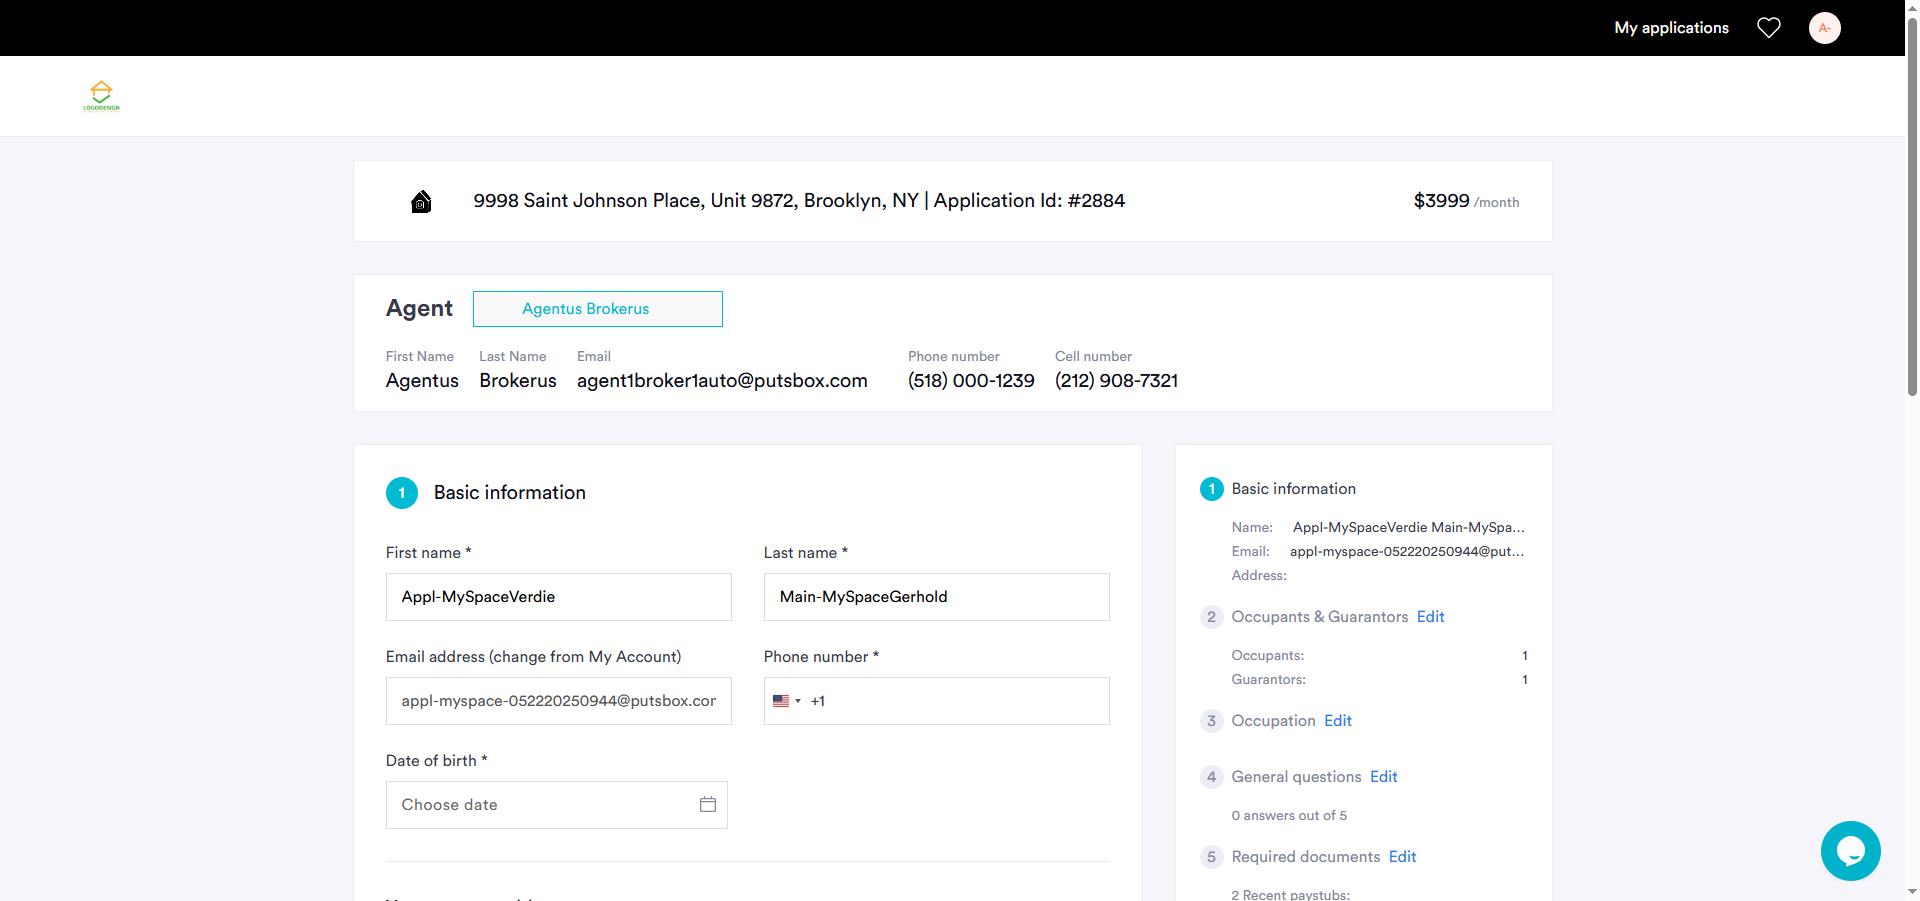 My applications
A-
LOGODESIGN
9998 Saint Johnson Place, Unit 9872, Brooklyn, NY | Application Id: #2884
$3999 /month
Agent
Agentus Brokerus
First Name Last Name Email Phone number Cell number
Agentus Brokerus agent1broker1auto@putsbox.com (518) 000-1239 (212) 908-7321
1 Basic information
First name * Last name *
Appl-MySpaceVerdie Main-MySpaceGerhold
Email address (change from My Account) Phone number *
appl-myspace-052220250944@putsbox.cor +1
Date of birth *
Choose date
1 Basic information
Name: Appl-MySpaceVerdie Main-MySpa...
Email: appl-myspace-052220250944@put...
Address:
2 Occupants & Guarantors Edit
Occupants: 1
Guarantors: 1
3 Occupation Edit
4 General questions Edit
0 answers out of 5
5 Required documents Edit
2 Recent paystubs: